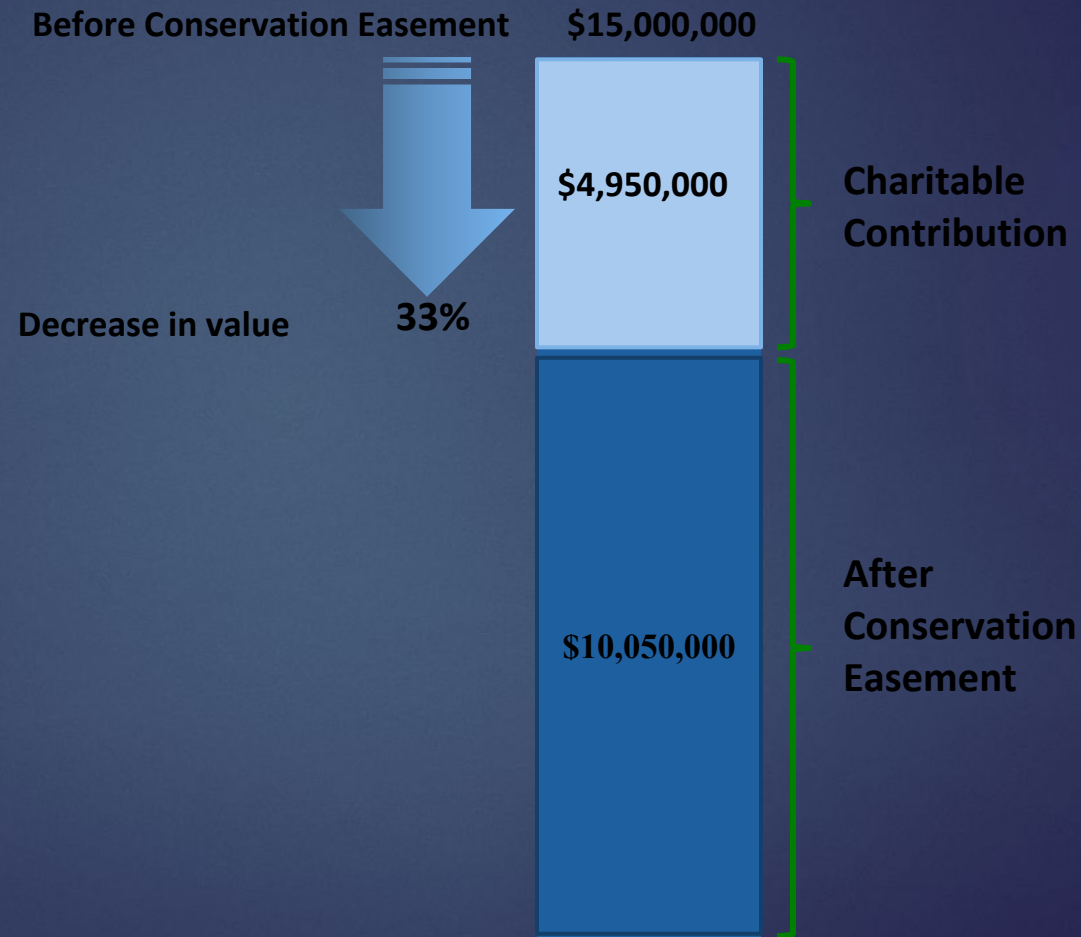 Before Conservation Easement $15,000,000
$4,950,000
Charitable
Contribution
Decrease in value 33%
$10,050,000
After
Conservation
Easement